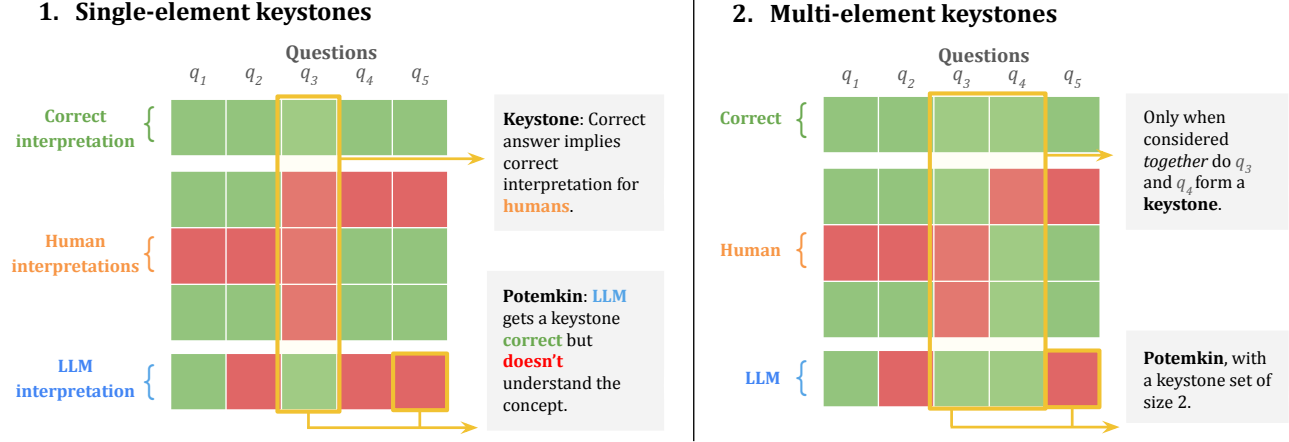 1. Single-element keystones
Questions
q1 q2 q3 q4 q5
Correct
interpretation
Human
interpretations
LLM
interpretation
Keystone: Correct
answer implies
correct
interpretation for
humans.
Potemkin: LLM
gets a keystone
correct but
doesn't
understand the
concept.
2. Multi-element keystones
Questions
q1 q2 q3 q4 q5
Correct
Human
LLM
Only when
considered
together do q3
and q4 form a
keystone.
Potemkin, with
a keystone set of
size 2.